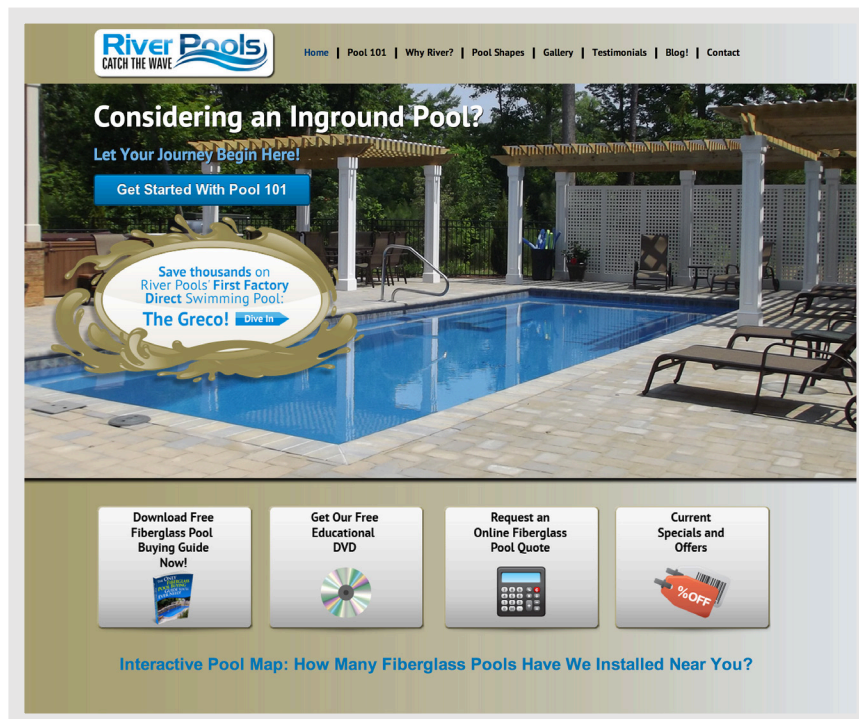 River Pools
CATCH THE WAVE
Home | Pool 101 | Why River? | Pool Shapes | Gallery | Testimonials | Blog! | Contact
Considering an Inground Pool?
Let Your Journey Begin Here!
Get Started With Pool 101
Save thousands on
River Pools' First Factory
Direct Swimming Pool:
The Greco! Dive In
Download Free
Fiberglass Pool
Buying Guide
Now!
Get Our Free
Educational
DVD
Request an
Online Fiberglass
Pool Quote
Current
Specials and
Offers
%OFF
Interactive Pool Map: How Many Fiberglass Pools Have We Installed Near You?